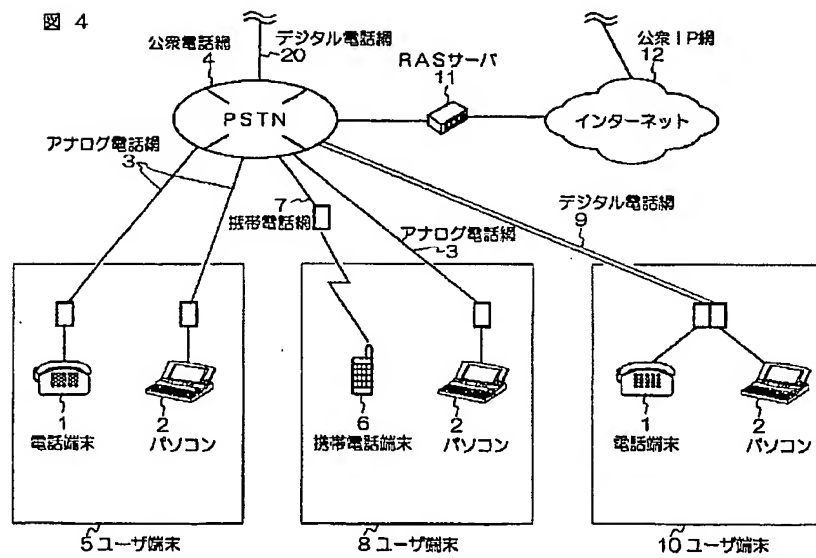 図 4
公衆電話網
4
デジタル電話網
20
RASサーバ
11
公衆IP網
12
PSTN
インターネット
アナログ電話網
3
7
携帯電話網
アナログ電話網
3
デジタル電話網
9
1
電話端末
2
パソコン
6
携帯電話端末
2
パソコン
1
電話端末
2
パソコン
5ユーザ端末
8ユーザ端末
10ユーザ端末